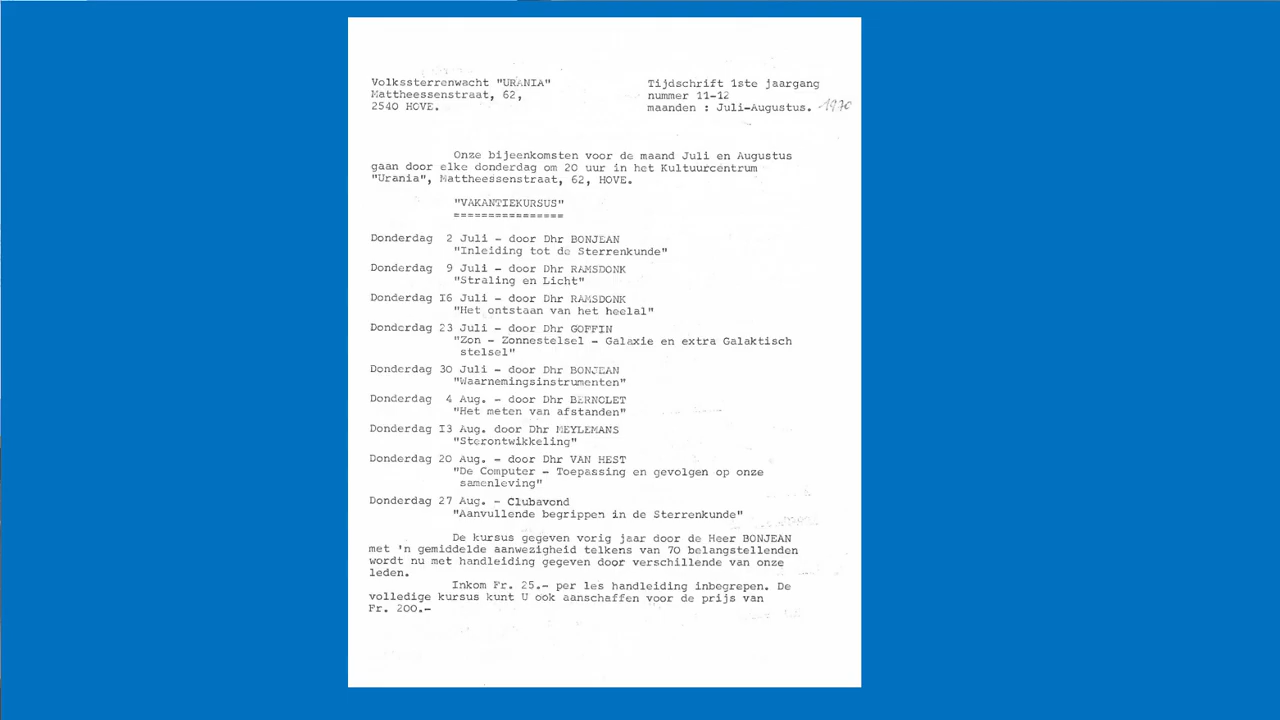 Volkssterrenwacht "URANIA"
Mattheessenstraat, 62,
2540 HOVE.
Tijdschrift 1ste jaargang
nummer 11-12
maanden : Juli-Augustus. 1970
Onze bijeenkomsten voor de maand Juli en Augustus
gaan door elke donderdag om 20 uur in het Kultuurcentrum
"Urania", Mattheessenstraat, 62, HOVE.
"VAKANTIEKURSUS"
================
Donderdag 2 Juli - door Dhr BONJEAN
"Inleiding tot de Sterrenkunde"
Donderdag 9 Juli - door Dhr RAMSDONK
"Straling en Licht"
Donderdag I6 Juli - door Dhr RAMSDONK
"Het ontstaan van het heelal"
Donderdag 23 Juli - door Dhr GOFFIN
"Zon - Zonnestelsel - Galaxie en extra Galaktisch
stelsel"
Donderdag 30 Juli - door Dhr BONJEAN
"Waarnemingsinstrumenten"
Donderdag 4 Aug. - door Dhr BERNOLET
"Het meten van afstanden"
Donderdag I3 Aug. door Dhr MEYLEMANS
"Sterontwikkeling"
Donderdag 20 Aug. - door Dhr VAN HEST
"De Computer - Toepassing en gevolgen op onze
samenleving"
Donderdag 27 Aug. - Clubavond
"Aanvullende begrippen in de Sterrenkunde"
De kursus gegeven vorig jaar door de Heer BONJEAN
met 'n gemiddelde aanwezigheid telkens van 70 belangstellenden
wordt nu met handleiding gegeven door verschillende van onze
leden.
Inkom Fr. 25.- per les handleiding inbegrepen. De
volledige kursus kunt U ook aanschaffen voor de prijs van
Fr. 200.-